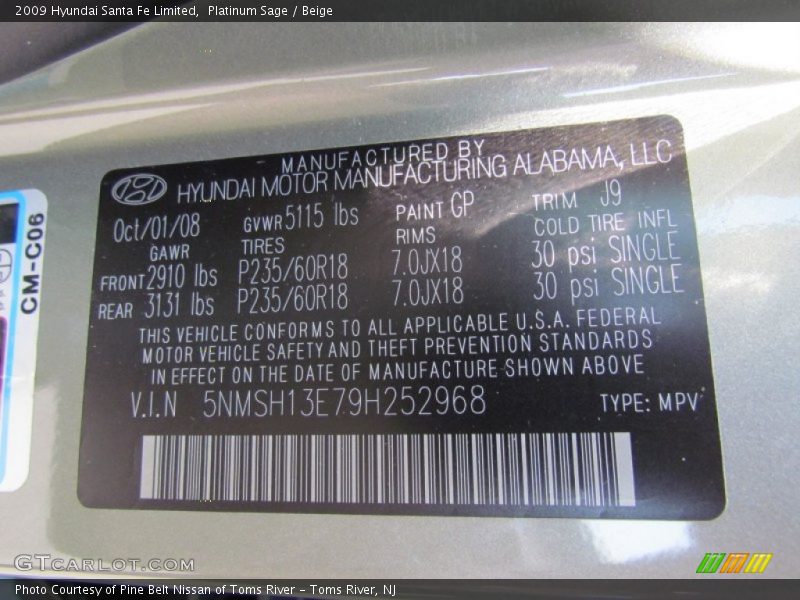 2009 Hyundai Santa Fe Limited, Platinum Sage / Beige
MANUFACTURED BY
HYUNDAI MOTOR MANUFACTURING ALABAMA, LLC
Oct/01/08 GVWR 5115 lbs PAINT GP TRIM J9
GAWR TIRES RIMS COLD TIRE INFL
FRONT 2910 lbs P235/60R18 7.0JX18 30 psi SINGLE
REAR 3131 lbs P235/60R18 7.0JX18 30 psi SINGLE
THIS VEHICLE CONFORMS TO ALL APPLICABLE U.S.A. FEDERAL
MOTOR VEHICLE SAFETY AND THEFT PREVENTION STANDARDS
IN EFFECT ON THE DATE OF MANUFACTURE SHOWN ABOVE
V.I.N 5NMSH13E79H252968 TYPE: MPV
CM-C06
GTCARLOT.COM
Photo Courtesy of Pine Belt Nissan of Toms River – Toms River, NJ